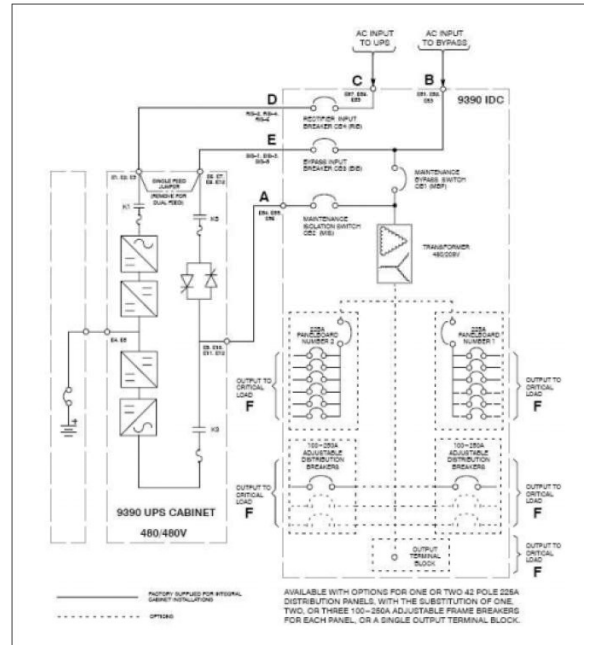 AC INPUT
TO UPS
AC INPUT
TO BYPASS
C
B
9390 IDC
D
RECTIFIER INPUT
BREAKER CB4 (RIB)
E
BYPASS INPUT
BREAKER CB3 (BIB)
MAINTENANCE
BYPASS SWITCH
CB1 (MBP)
SINGLE FEED
JUMPER
(REMOVE FOR
DUAL FEED)
K1
K5
A
MAINTENANCE
ISOLATION SWITCH
CB2 (MIS)
TRANSFORMER
480/208V
225A
PANELBOARD
NUMBER 2
225A
PANELBOARD
NUMBER 1
OUTPUT TO
CRITICAL
LOAD
F
OUTPUT TO
CRITICAL
LOAD
F
K3
100-250A
ADJUSTABLE
DISTRIBUTION
BREAKERS
100-250A
ADJUSTABLE
DISTRIBUTION
BREAKERS
OUTPUT TO
CRITICAL
LOAD
F
OUTPUT TO
CRITICAL
LOAD
F
9390 UPS CABINET
480/480V
OUTPUT
TERMINAL
BLOCK
OUTPUT TO
CRITICAL
LOAD
F
FACTORY SUPPLIED FOR INTEGRAL
CABINET INSTALLATIONS
AVAILABLE WITH OPTIONS FOR ONE OR TWO 42 POLE 225A
DISTRIBUTION PANELS, WITH THE SUBSTITUTION OF ONE,
TWO, OR THREE 100-250A ADJUSTABLE FRAME BREAKERS
FOR EACH PANEL, OR A SINGLE OUTPUT TERMINAL BLOCK.